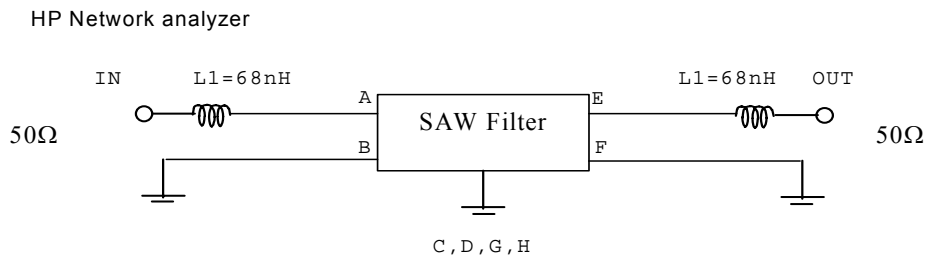 HP Network analyzer
IN L1=68nH L1=68nH OUT
A E
50Ω SAW Filter 50Ω
B F
C,D,G,H